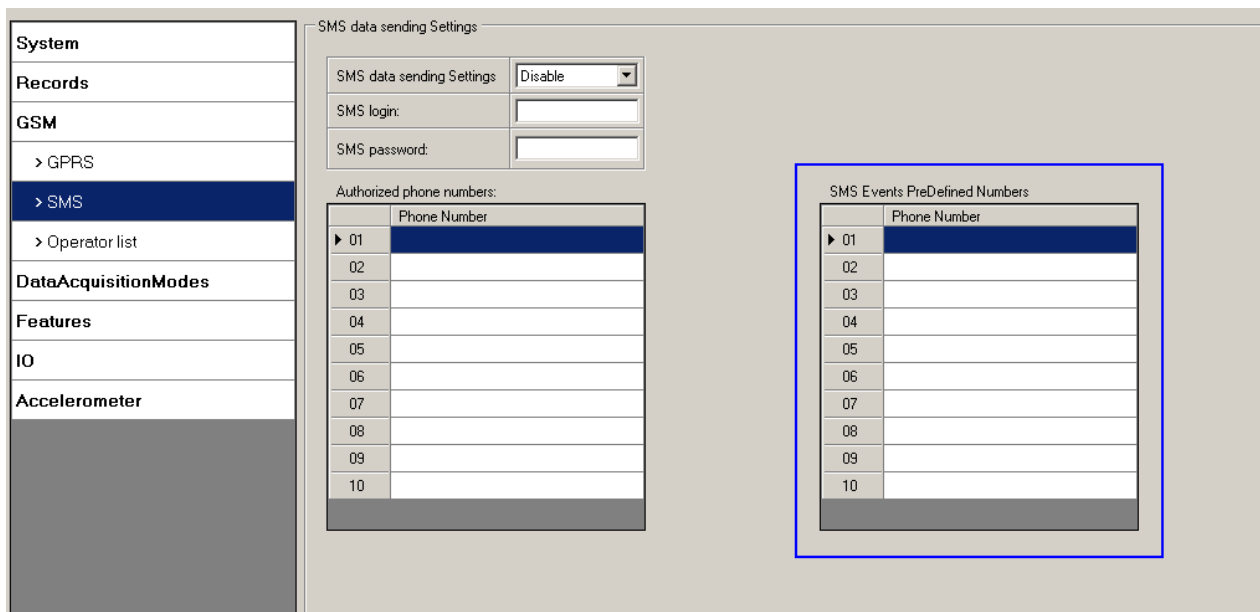 System
Records
GSM
> GPRS
> SMS
> Operator list
DataAcquisitionModes
Features
IO
Accelerometer
SMS data sending Settings
SMS data sending Settings Disable
SMS login:
SMS password:
Authorized phone numbers:
Phone Number
01
02
03
04
05
06
07
08
09
10
SMS Events PreDefined Numbers
Phone Number
01
02
03
04
05
06
07
08
09
10